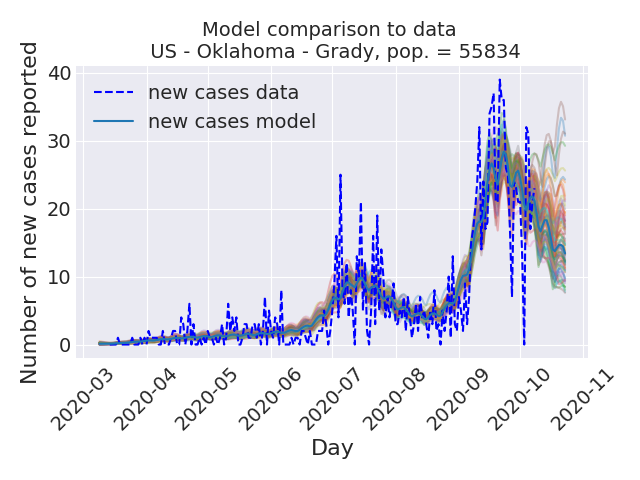 Model comparison to data
US - Oklahoma - Grady, pop. = 55834
Number of new cases reported
40
30
20
10
0
new cases data
new cases model
2020-03
2020-04
2020-05
2020-06
2020-07
2020-08
2020-09
2020-10
2020-11
Day